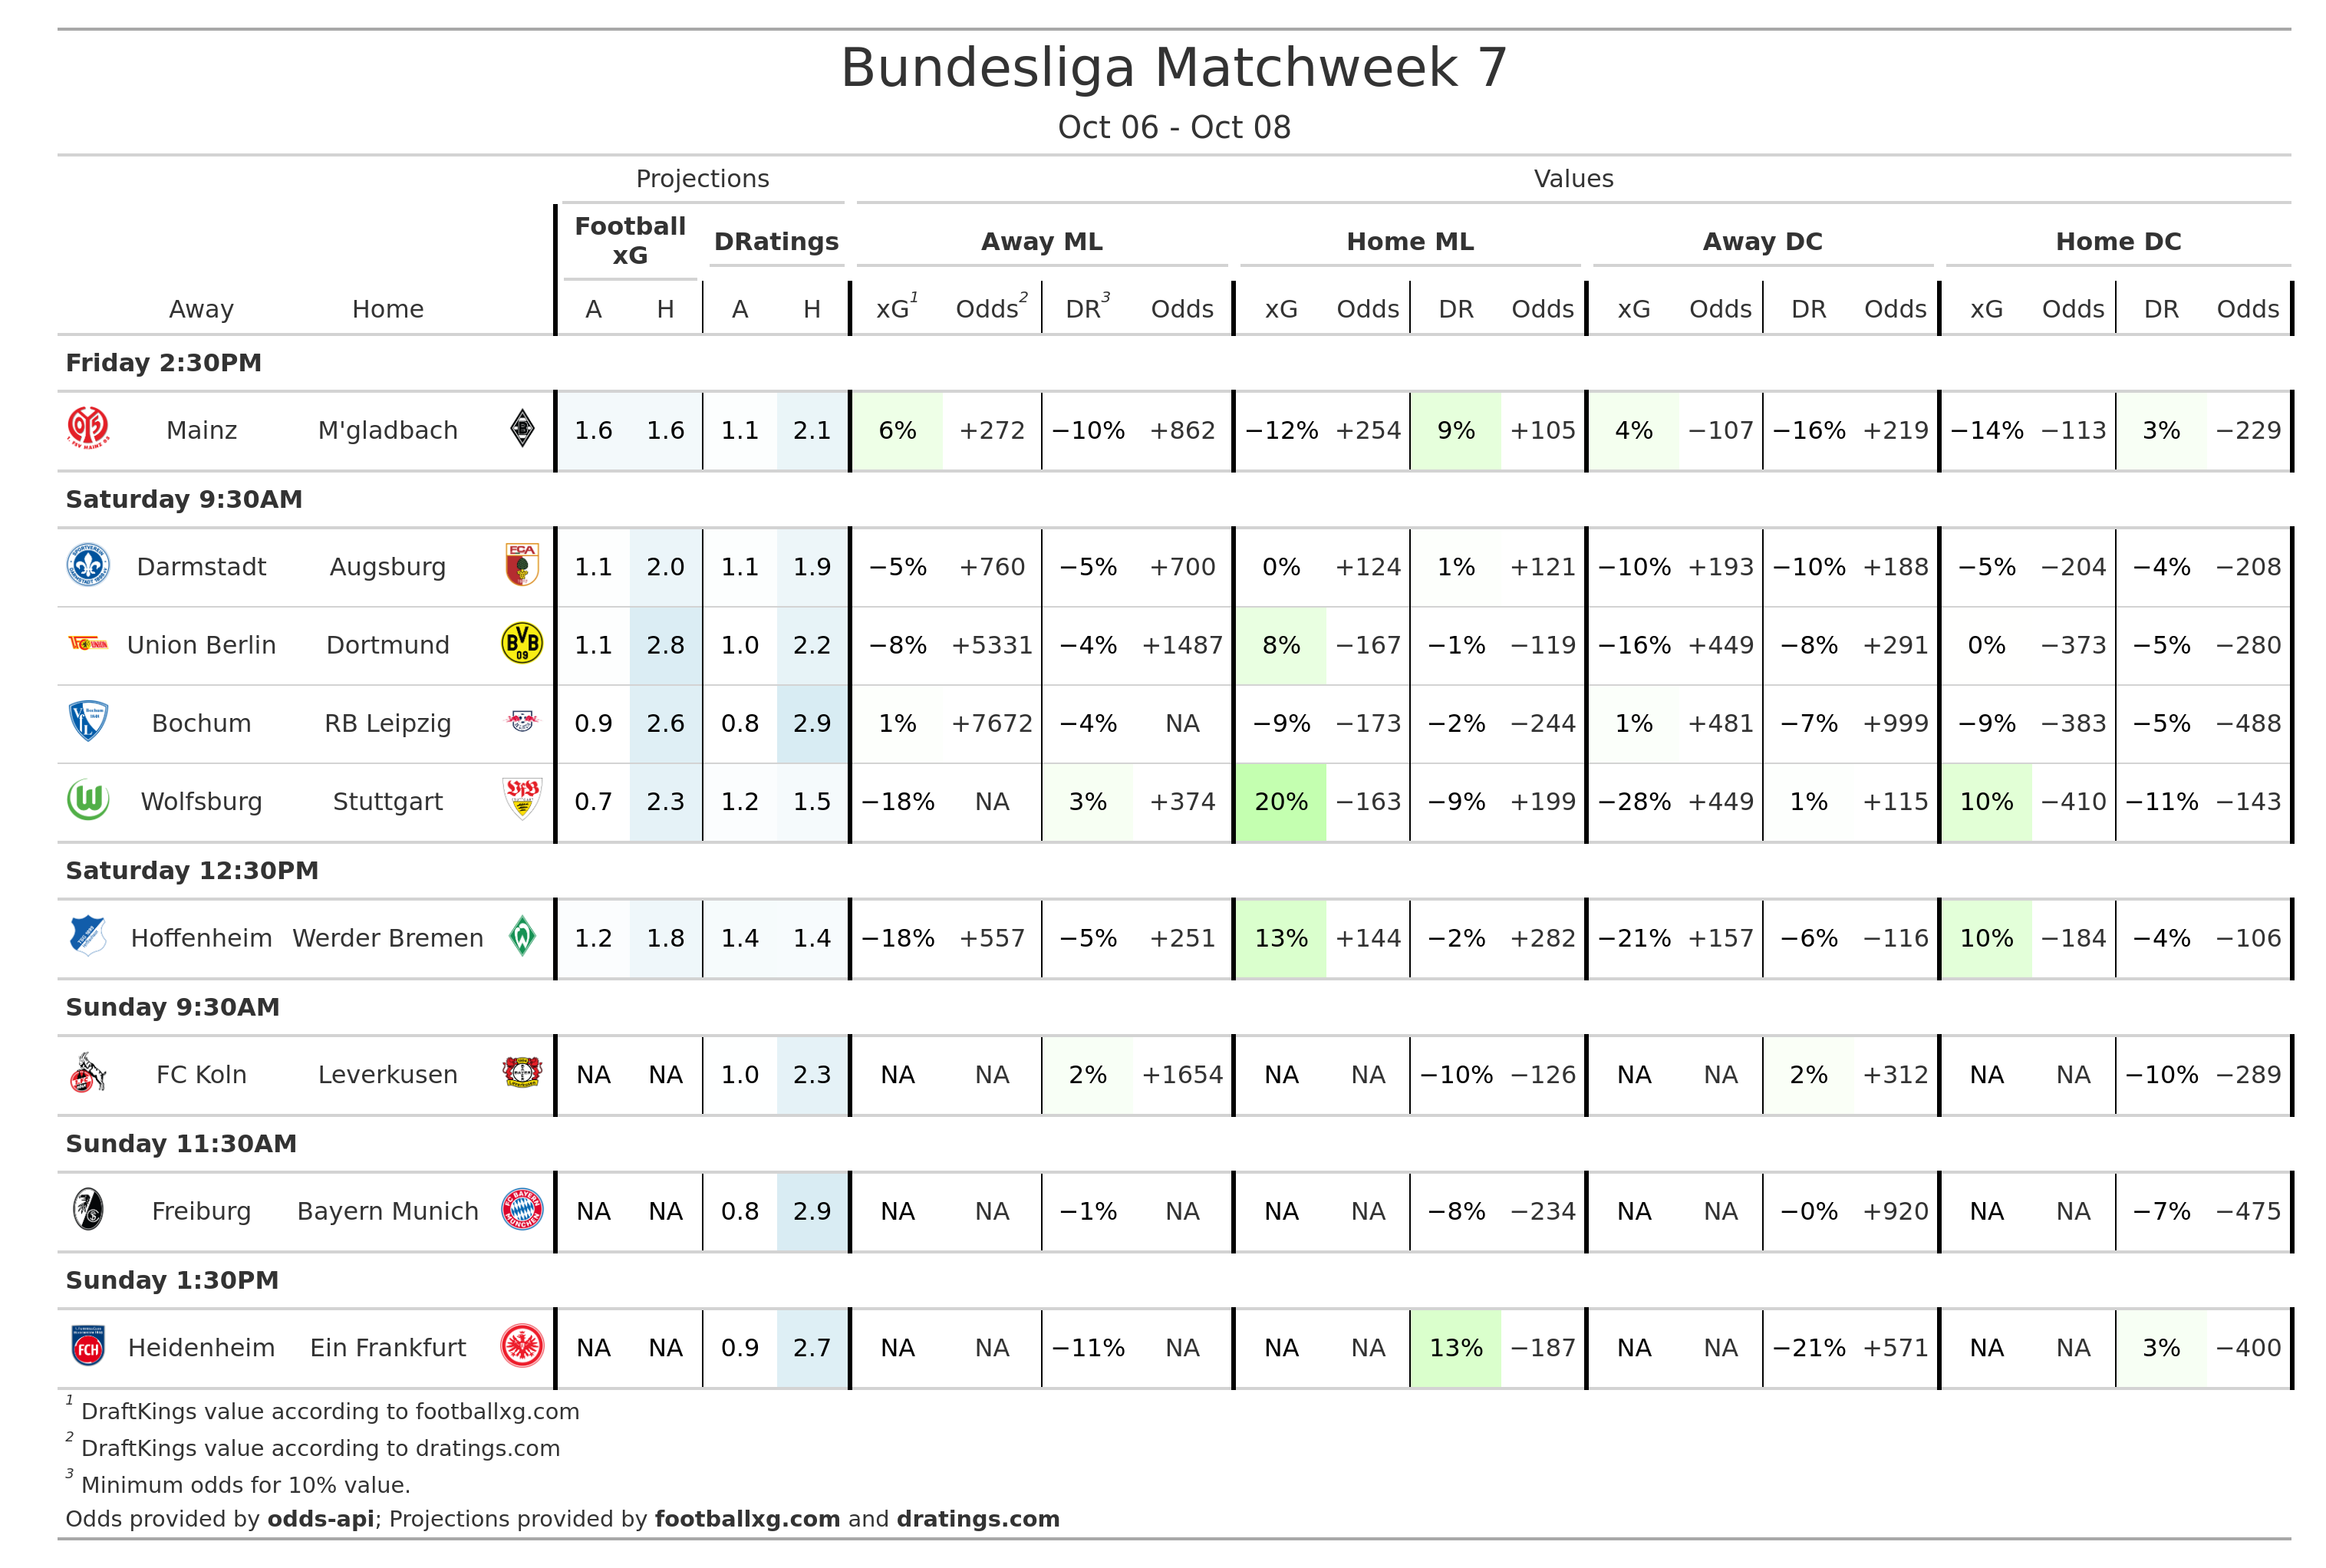 Bundesliga Matchweek 7
Oct 06 - Oct 08
Projections Values
Football xG DRatings Away ML Home ML Away DC Home DC
Away Home A H A H xG1 Odds2 DR3 Odds xG Odds DR Odds xG Odds DR Odds xG Odds DR Odds
Friday 2:30PM
Mainz M'gladbach 1.6 1.6 1.1 2.1 6% +272 −10% +862 −12% +254 9% +105 4% −107 −16% +219 −14% −113 3% −229
Saturday 9:30AM
Darmstadt Augsburg 1.1 2.0 1.1 1.9 −5% +760 −5% +700 0% +124 1% +121 −10% +193 −10% +188 −5% −204 −4% −208
Union Berlin Dortmund 1.1 2.8 1.0 2.2 −8% +5331 −4% +1487 8% −167 −1% −119 −16% +449 −8% +291 0% −373 −5% −280
Bochum RB Leipzig 0.9 2.6 0.8 2.9 1% +7672 −4% NA −9% −173 −2% −244 1% +481 −7% +999 −9% −383 −5% −488
Wolfsburg Stuttgart 0.7 2.3 1.2 1.5 −18% NA 3% +374 20% −163 −9% +199 −28% +449 1% +115 10% −410 −11% −143
Saturday 12:30PM
Hoffenheim Werder Bremen 1.2 1.8 1.4 1.4 −18% +557 −5% +251 13% +144 −2% +282 −21% +157 −6% −116 10% −184 −4% −106
Sunday 9:30AM
FC Koln Leverkusen NA NA 1.0 2.3 NA NA 2% +1654 NA NA −10% −126 NA NA 2% +312 NA NA −10% −289
Sunday 11:30AM
Freiburg Bayern Munich NA NA 0.8 2.9 NA NA −1% NA NA NA −8% −234 NA NA −0% +920 NA NA −7% −475
Sunday 1:30PM
Heidenheim Ein Frankfurt NA NA 0.9 2.7 NA NA −11% NA NA NA 13% −187 NA NA −21% +571 NA NA 3% −400
1 DraftKings value according to footballxg.com
2 DraftKings value according to dratings.com
3 Minimum odds for 10% value.
Odds provided by odds-api; Projections provided by footballxg.com and dratings.com